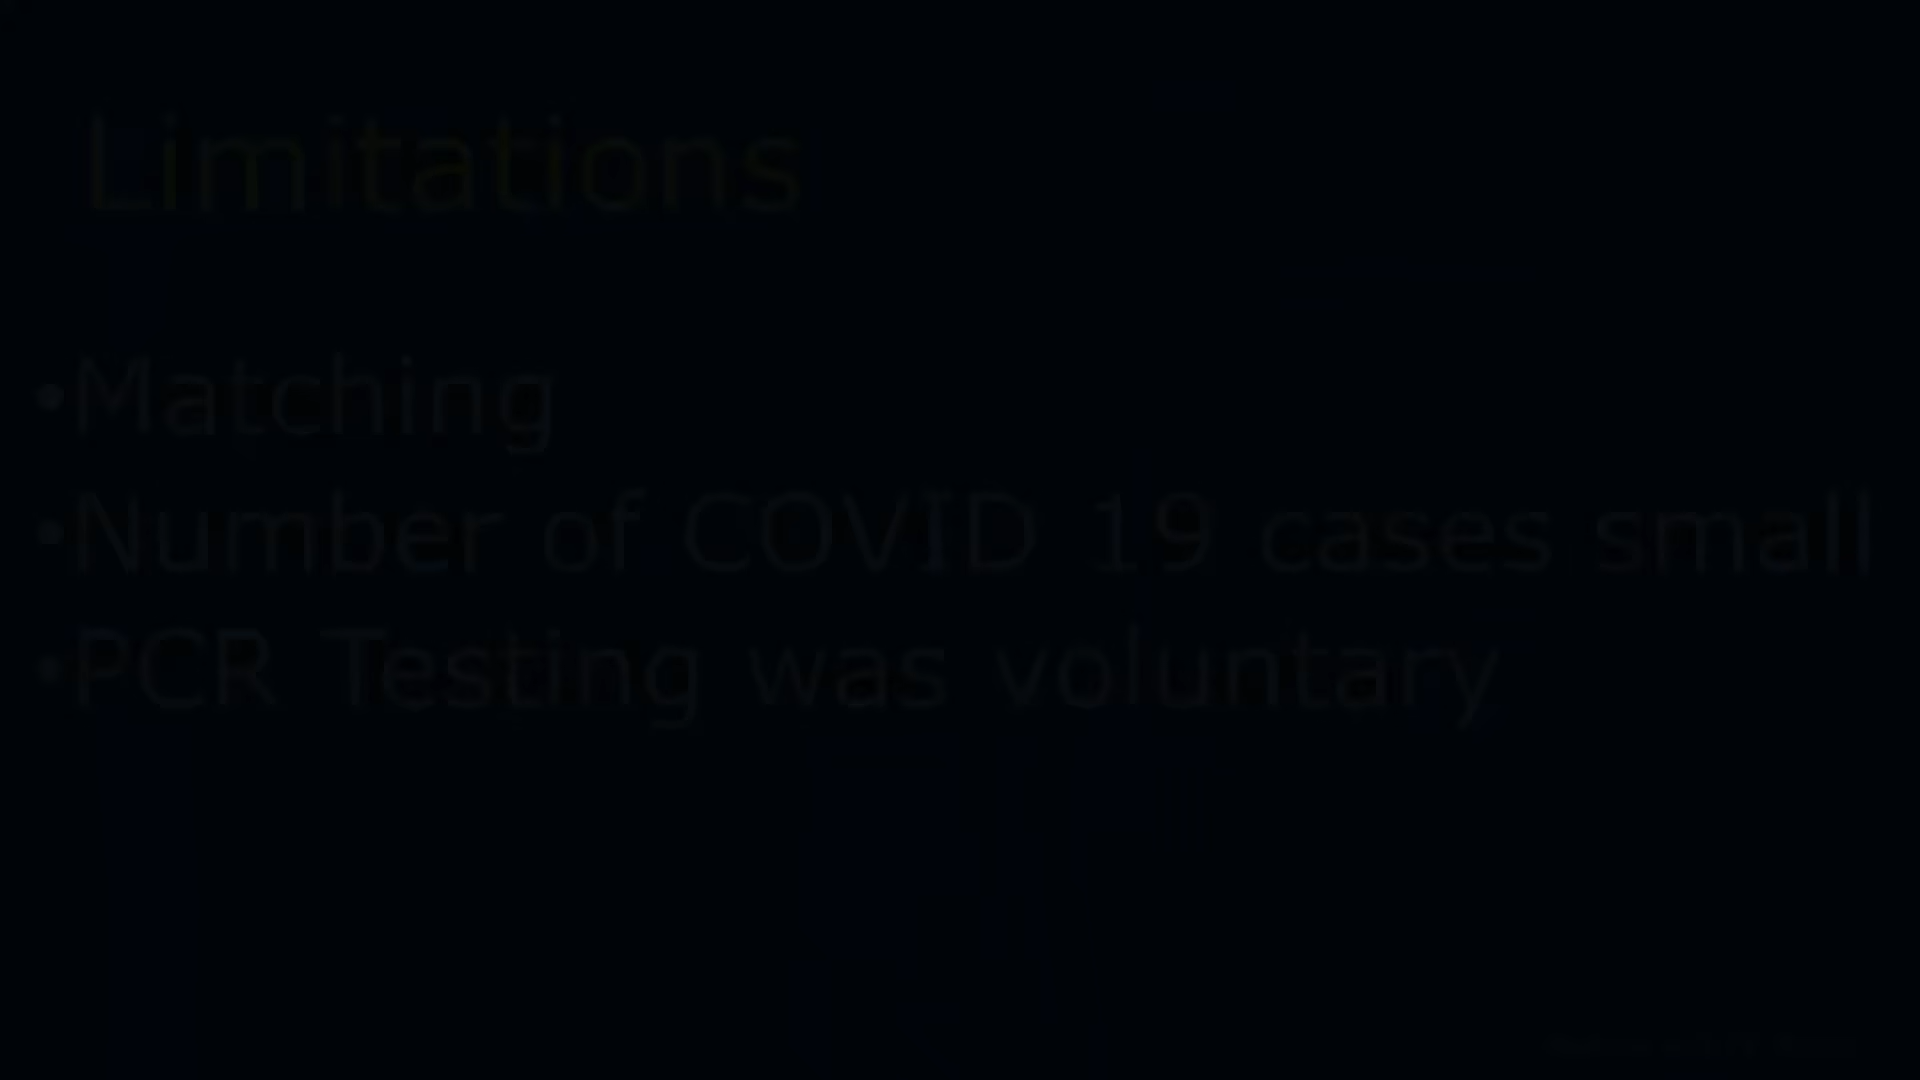 Limitations
•Matching
•Number of COVID 19 cases small
•PCR Testing was voluntary